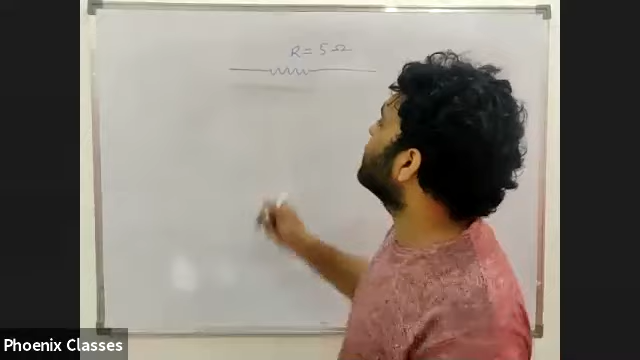 R = 5 Ω
Phoenix Classes